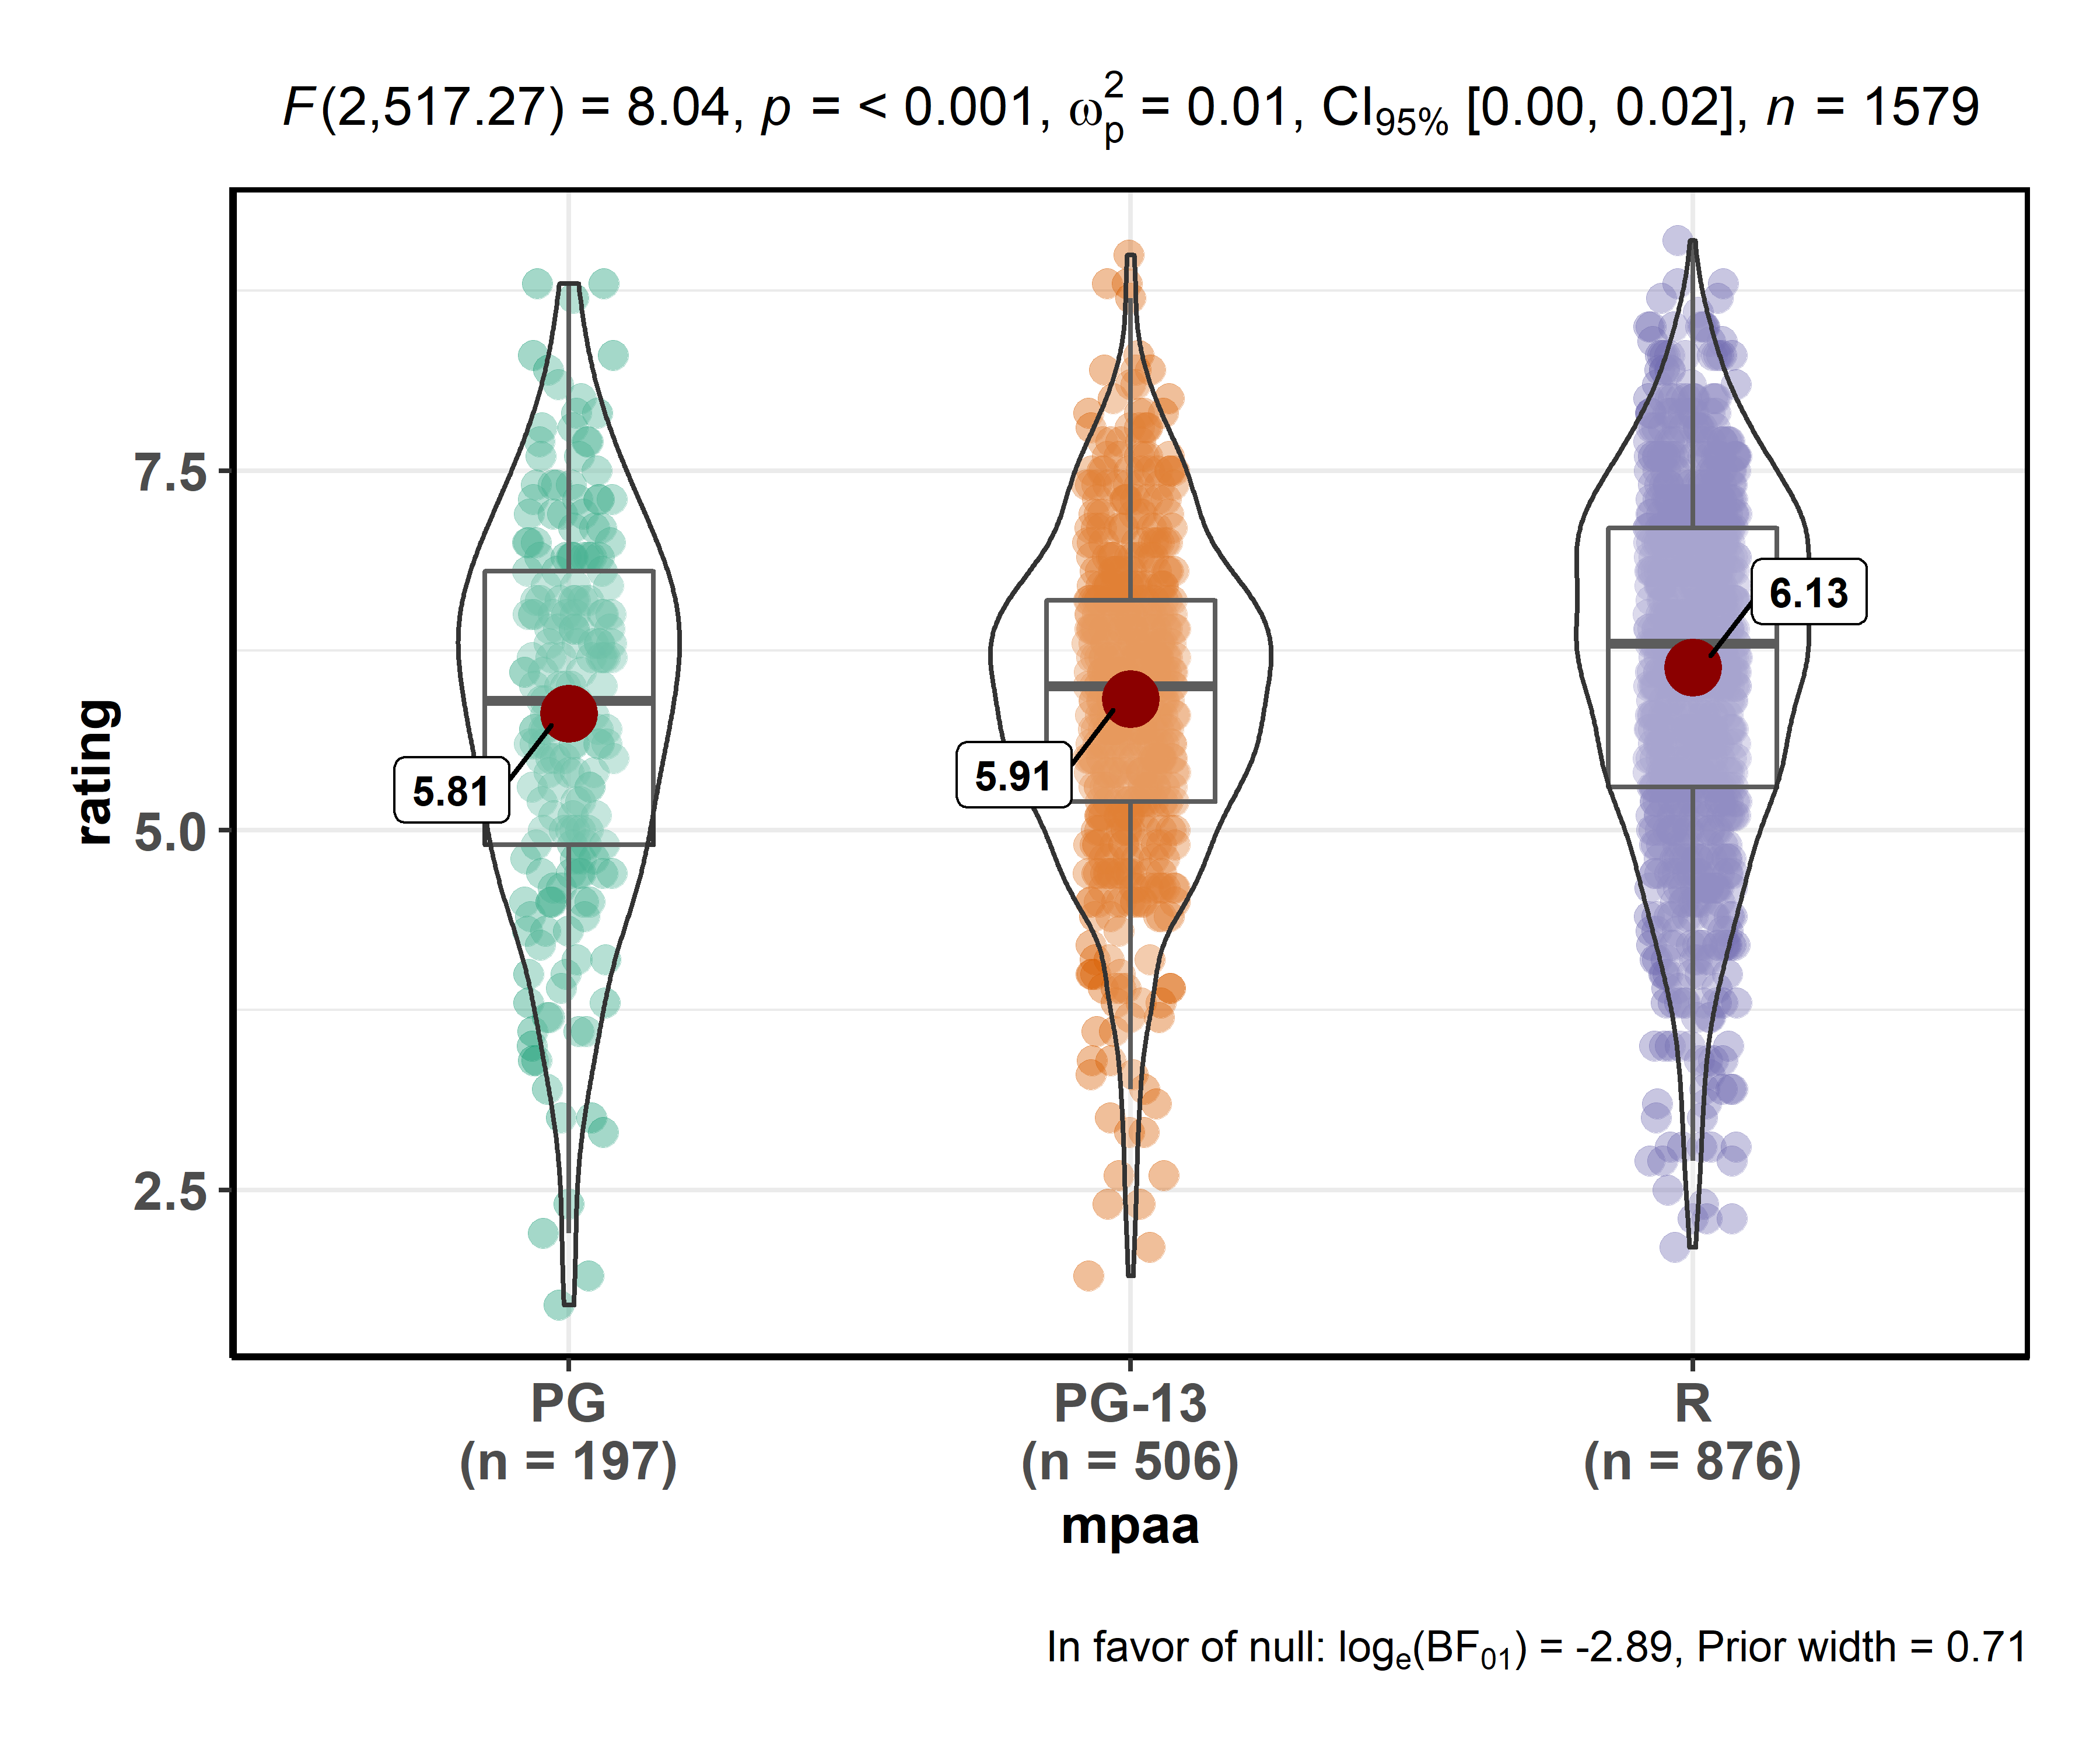 F(2,517.27) = 8.04, p = < 0.001, ω²ₚ = 0.01, CI₉₅% [0.00, 0.02], n = 1579
7.5
5.0
2.5
rating
5.81
5.91
6.13
PG
(n = 197)
PG-13
(n = 506)
R
(n = 876)
mpaa
In favor of null: logₑ(BF₀₁) = -2.89, Prior width = 0.71